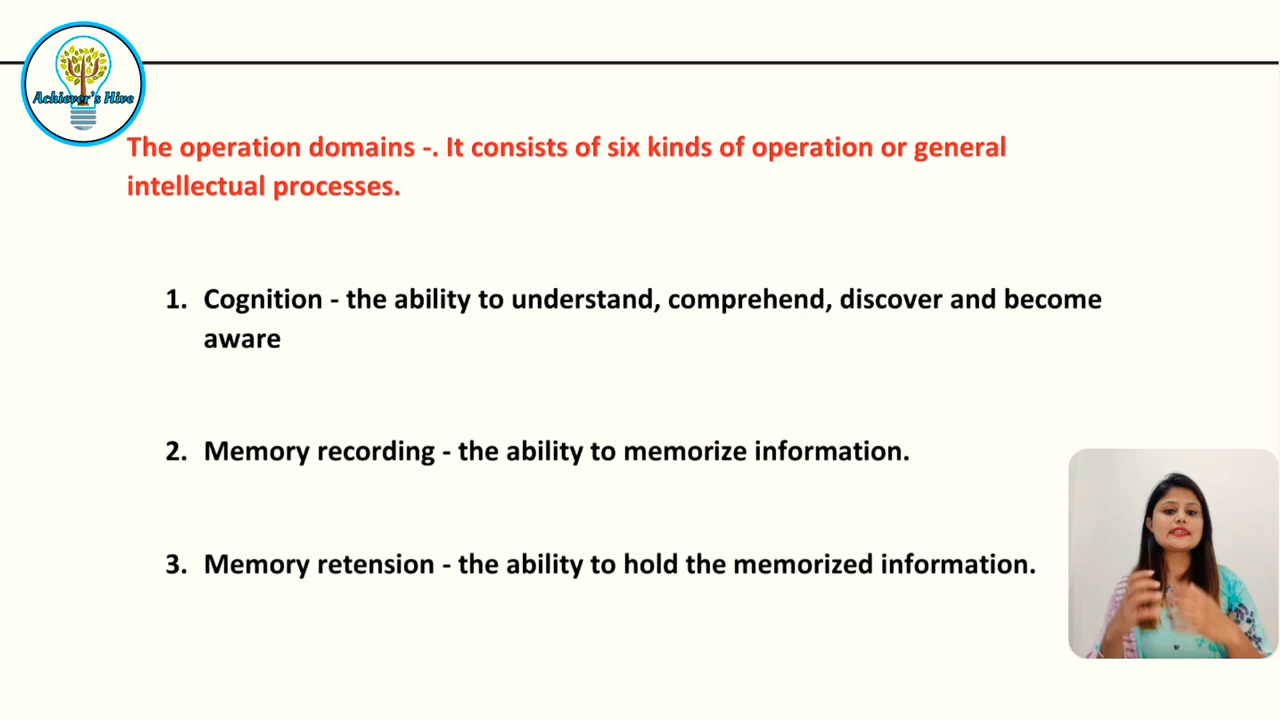 Achiever's Hive
The operation domains -. It consists of six kinds of operation or general
intellectual processes.
1. Cognition - the ability to understand, comprehend, discover and become
aware
2. Memory recording - the ability to memorize information.
3. Memory retension - the ability to hold the memorized information.